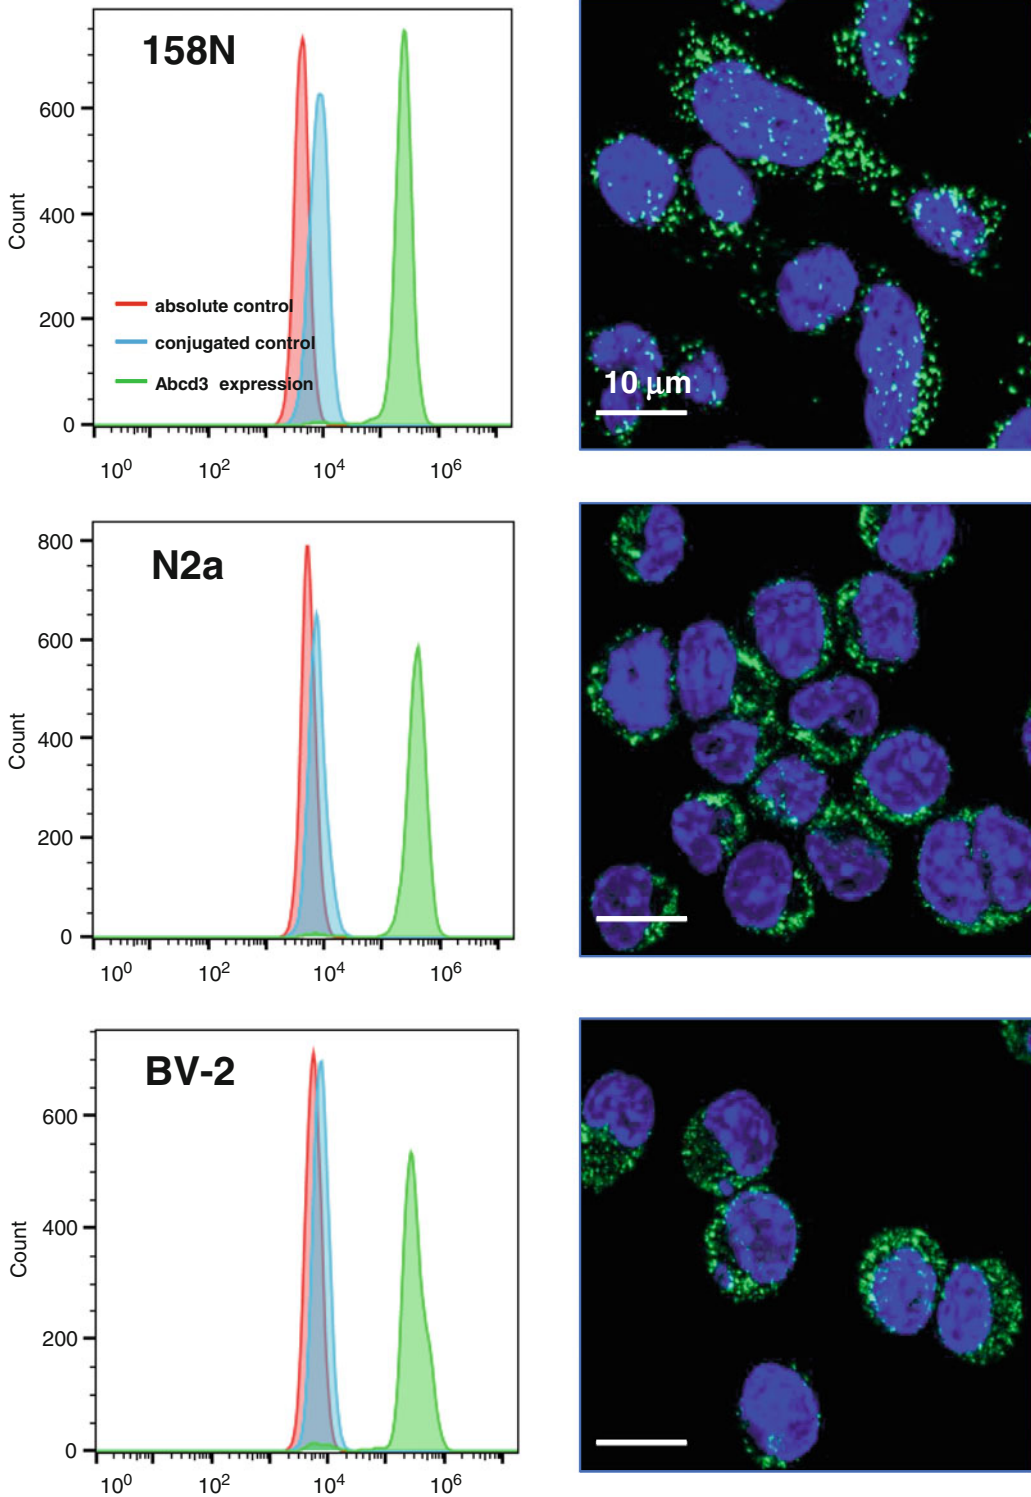 158N
600
400
200
0
Count
absolute control
conjugated control
Abcd3 expression
10⁰ 10² 10⁴ 10⁶
10 μm
N2a
800
600
400
200
0
Count
10⁰ 10² 10⁴ 10⁶
BV-2
600
400
200
0
Count
10⁰ 10² 10⁴ 10⁶